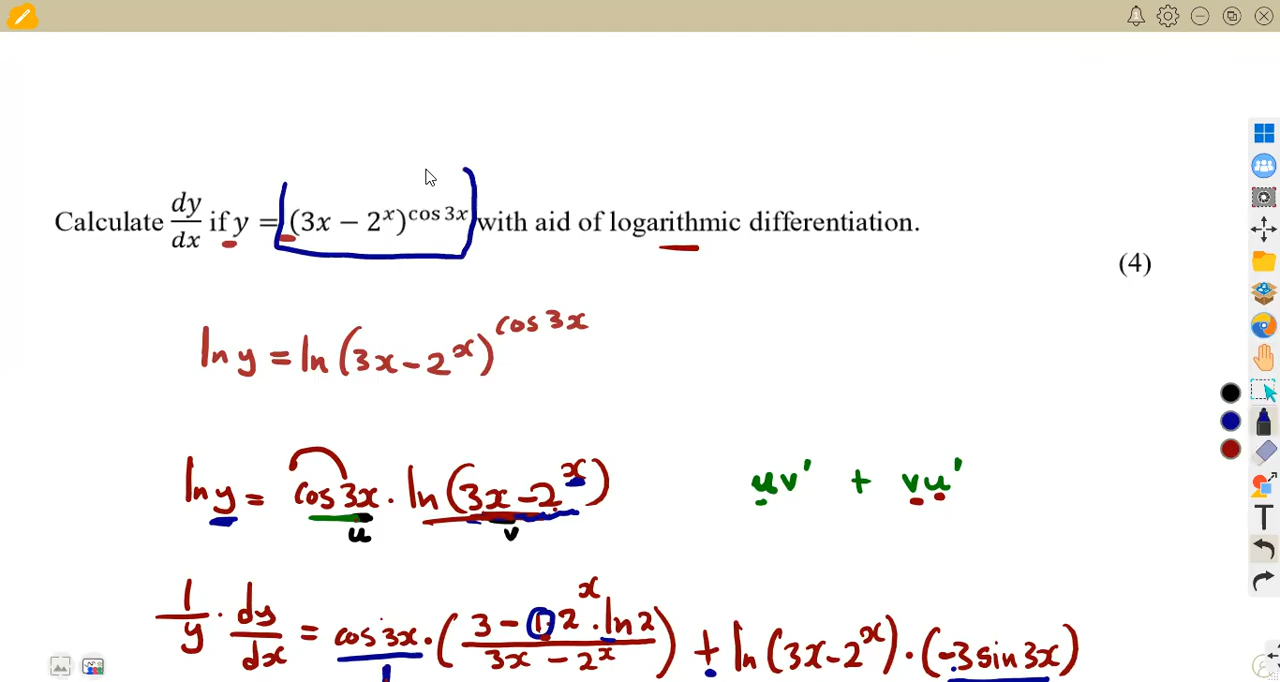 Calculate dy/dx if y = (3x − 2^x)^cos 3x with aid of logarithmic differentiation.
(4)
ln y = ln (3x − 2^x)^cos 3x
ln y = cos 3x · ln (3x − 2^x)
uv' + vu'
u
v
1/y · dy/dx = cos 3x · ((3 − 1 2^x · ln 2)/(3x − 2^x)) + ln (3x − 2^x) · (−3 sin 3x)
T